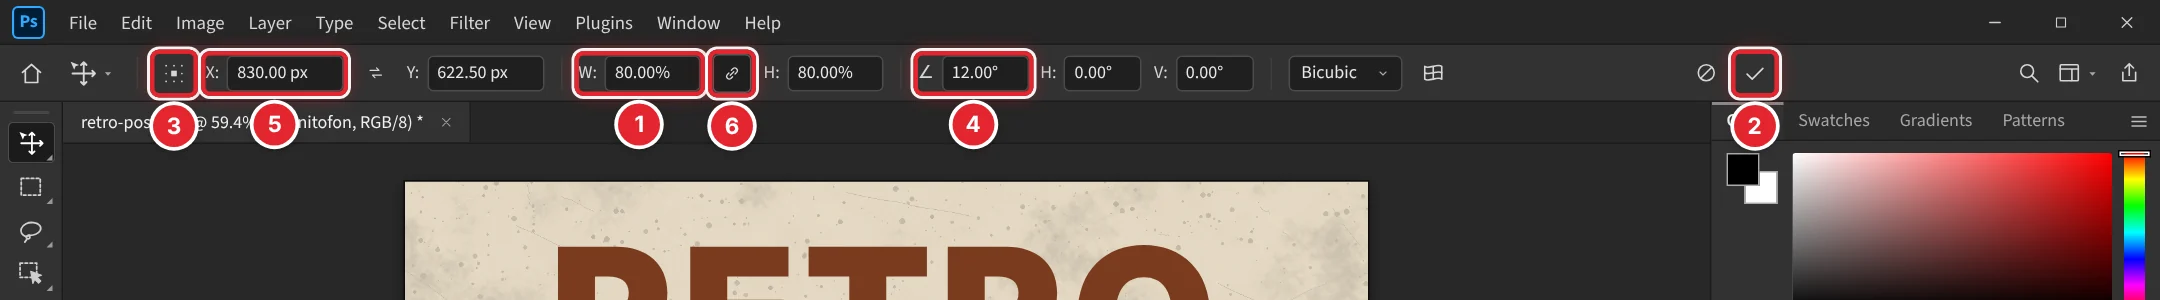 Ps File Edit Image Layer Type Select Filter View Plugins Window Help
X: 830.00 px Y: 622.50 px W: 80.00% H: 80.00% 12.00° H: 0.00° V: 0.00° Bicubic
3 5 1 6 4 2
retro-pos @ 59.4% nitofon, RGB/8) *
Swatches Gradients Patterns
RETRO